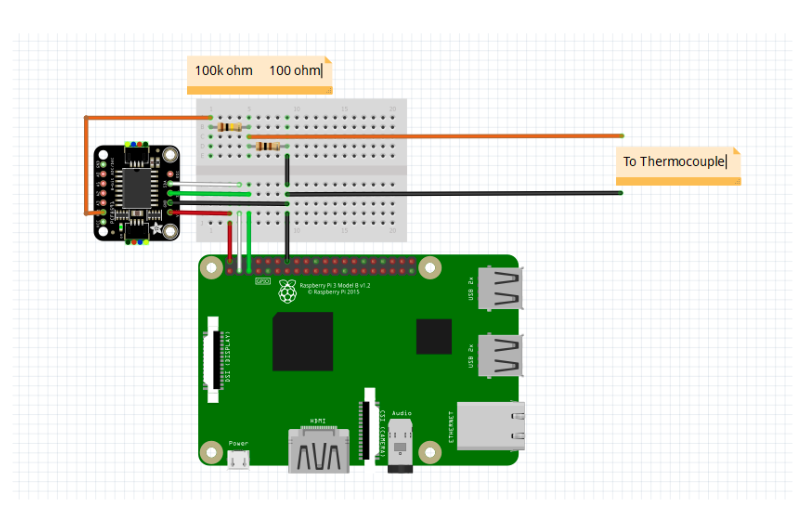 100k ohm 100 ohm
To Thermocouple
GPIO
Raspberry Pi 3 Model B v1.2
© Raspberry Pi 2015
DSI (DISPLAY)
USB 2x
USB 2x
Power
HDMI
CSI (CAMERA)
Audio
ETHERNET